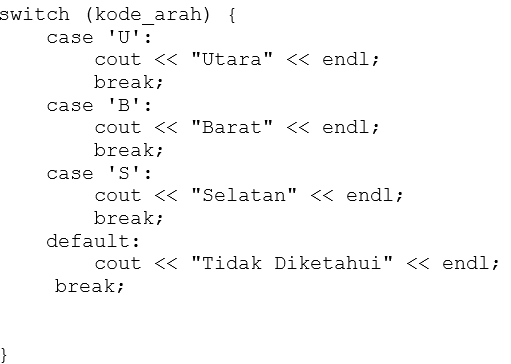 switch (kode_arah) {
    case 'U':
        cout << "Utara" << endl;
        break;
    case 'B':
        cout << "Barat" << endl;
        break;
    case 'S':
        cout << "Selatan" << endl;
        break;
    default:
        cout << "Tidak Diketahui" << endl;
     break;
}